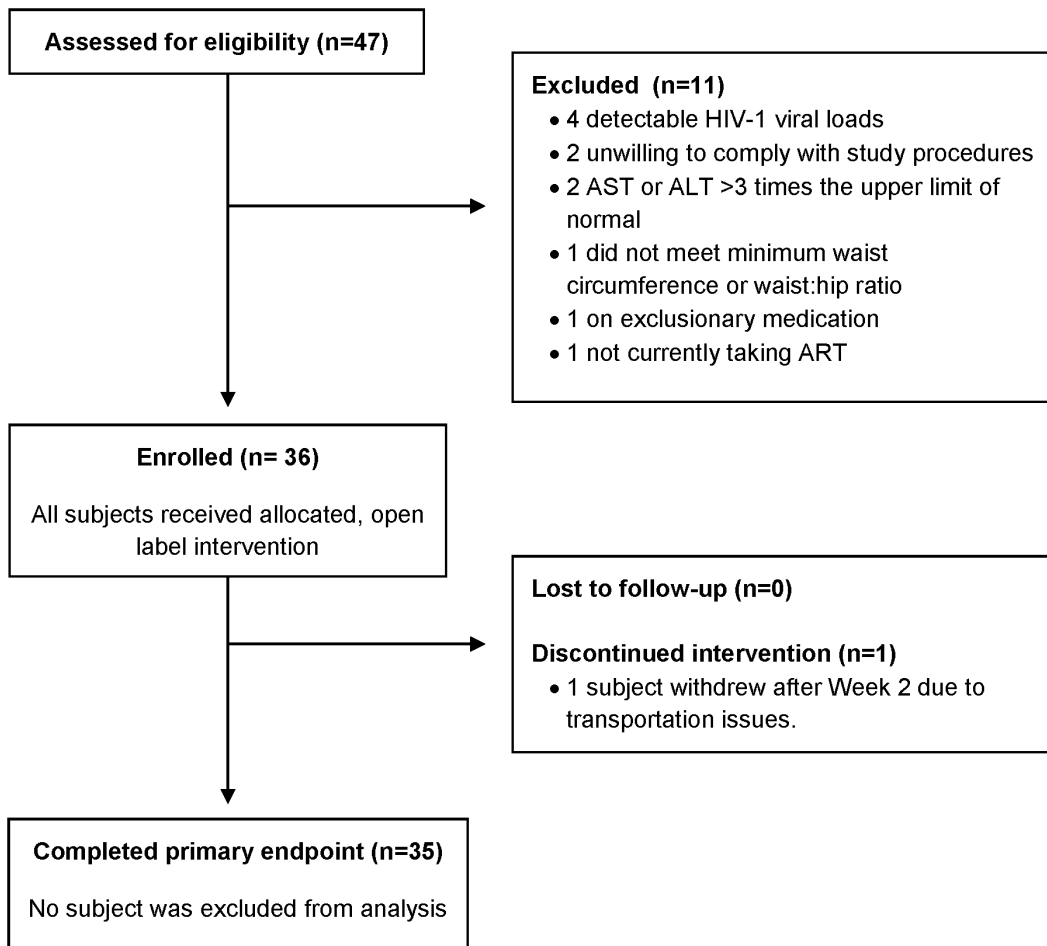 Assessed for eligibility (n=47)
Excluded  (n=11)
• 4 detectable HIV-1 viral loads
• 2 unwilling to comply with study procedures
• 2 AST or ALT >3 times the upper limit of
normal
• 1 did not meet minimum waist
circumference or waist:hip ratio
• 1 on exclusionary medication
• 1 not currently taking ART
Enrolled (n= 36)
All subjects received allocated, open
label intervention
Lost to follow-up (n=0)
Discontinued intervention (n=1)
• 1 subject withdrew after Week 2 due to
transportation issues.
Completed primary endpoint (n=35)
No subject was excluded from analysis